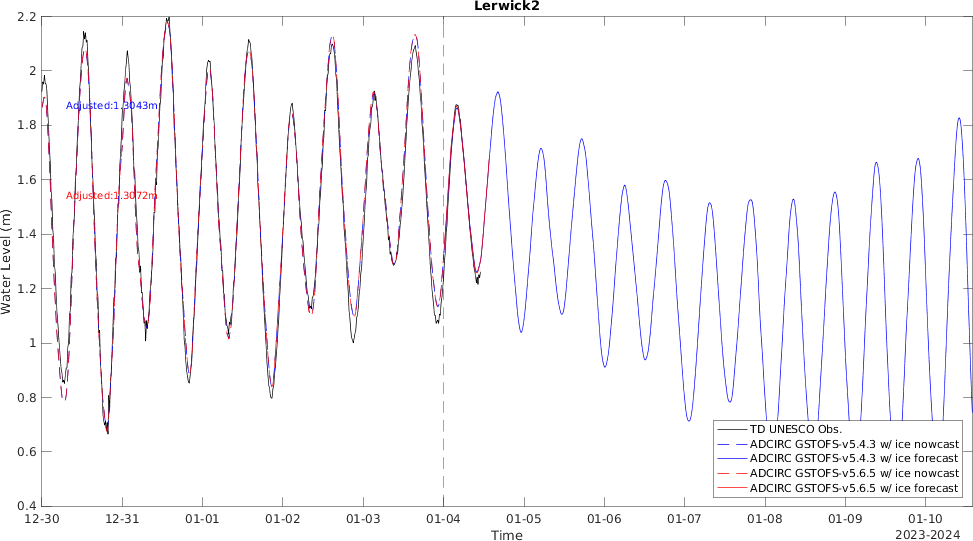 Lerwick2
2.2
2
1.8
1.6
1.4
1.2
1
0.8
0.6
0.4
Water Level (m)
Adjusted:1.3043m
Adjusted:1.3072m
TD UNESCO Obs.
ADCIRC GSTOFS-v5.4.3 w/ ice nowcast
ADCIRC GSTOFS-v5.4.3 w/ ice forecast
ADCIRC GSTOFS-v5.6.5 w/ ice nowcast
ADCIRC GSTOFS-v5.6.5 w/ ice forecast
12-30 12-31 01-01 01-02 01-03 01-04 01-05 01-06 01-07 01-08 01-09 01-10
Time
2023-2024